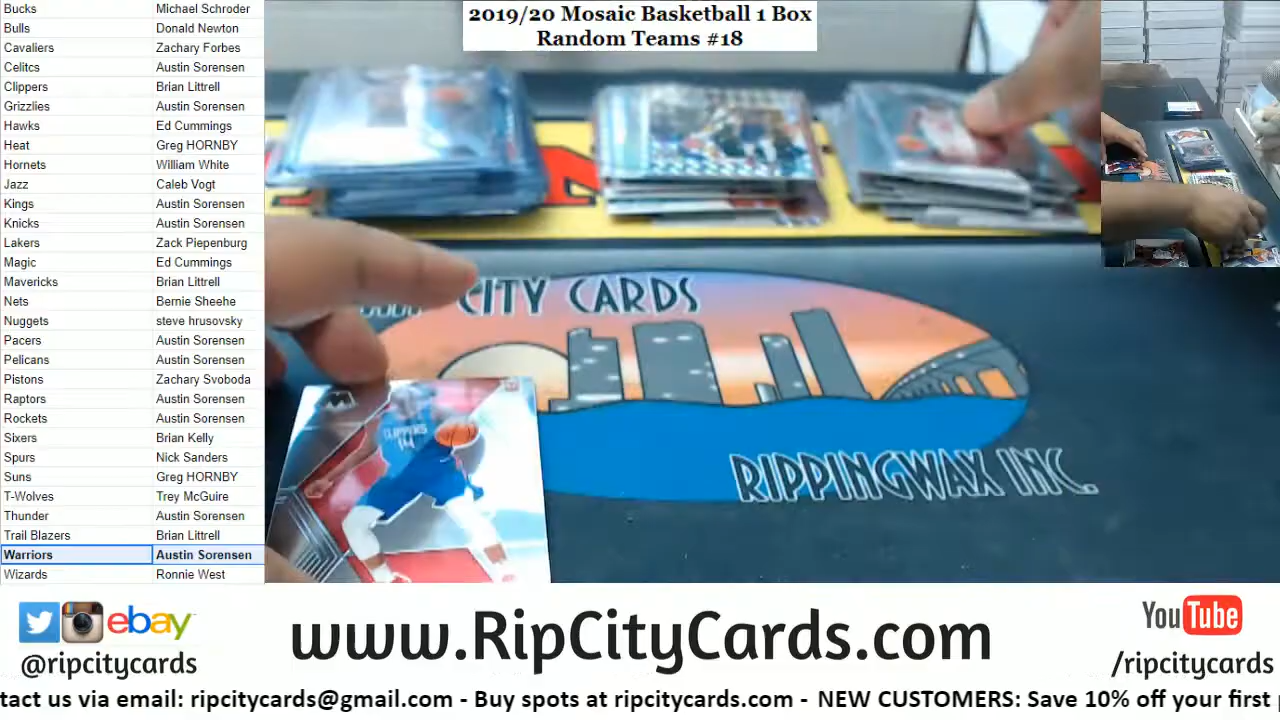 2019/20 Mosaic Basketball 1 Box
Random Teams #18
Bucks Michael Schroder
Bulls Donald Newton
Cavaliers Zachary Forbes
Celitcs Austin Sorensen
Clippers Brian Littrell
Grizzlies Austin Sorensen
Hawks Ed Cummings
Heat Greg HORNBY
Hornets William White
Jazz Caleb Vogt
Kings Austin Sorensen
Knicks Austin Sorensen
Lakers Zack Piepenburg
Magic Ed Cummings
Mavericks Brian Littrell
Nets Bernie Sheehe
Nuggets steve hrusovsky
Pacers Austin Sorensen
Pelicans Austin Sorensen
Pistons Zachary Svoboda
Raptors Austin Sorensen
Rockets Austin Sorensen
Sixers Brian Kelly
Spurs Nick Sanders
Suns Greg HORNBY
T-Wolves Trey McGuire
Thunder Austin Sorensen
Trail Blazers Brian Littrell
Warriors Austin Sorensen
Wizards Ronnie West
CITY CARDS
RIPPINGWAX INC.
CLIPPERS
ebay
@ripcitycards
www.RipCityCards.com
YouTube
/ripcitycards
tact us via email: ripcitycards@gmail.com - Buy spots at ripcitycards.com - NEW CUSTOMERS: Save 10% off your first